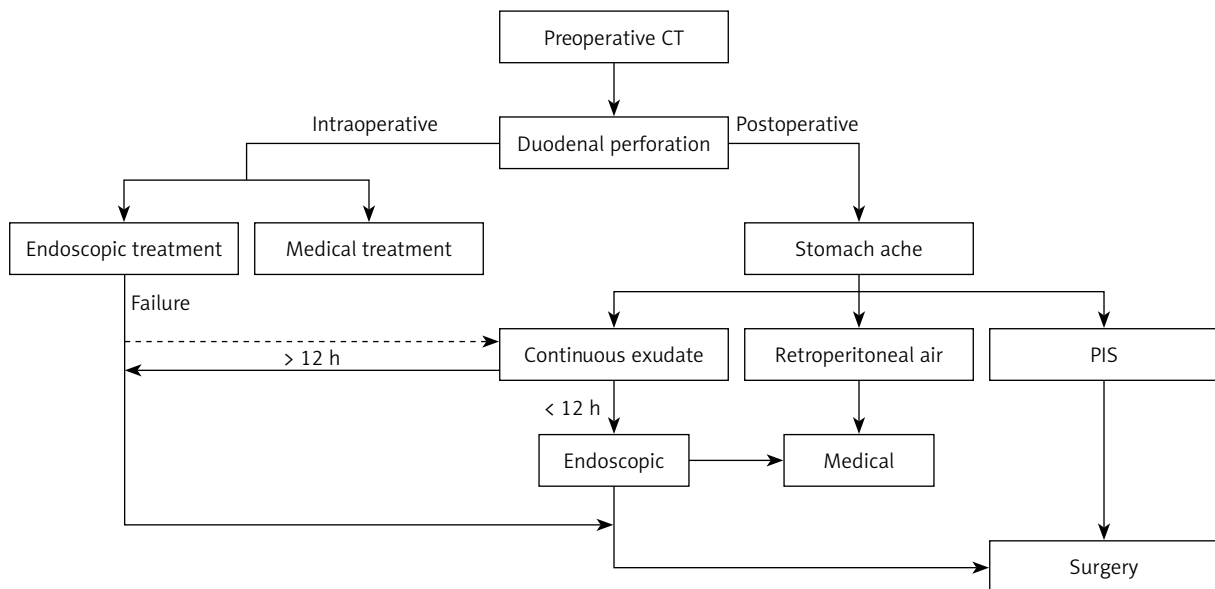 Preoperative CT
Intraoperative
Duodenal perforation
Postoperative
Endoscopic treatment
Medical treatment
Stomach ache
Failure
Continuous exudate
Retroperitoneal air
PIS
> 12 h
< 12 h
Endoscopic
Medical
Surgery